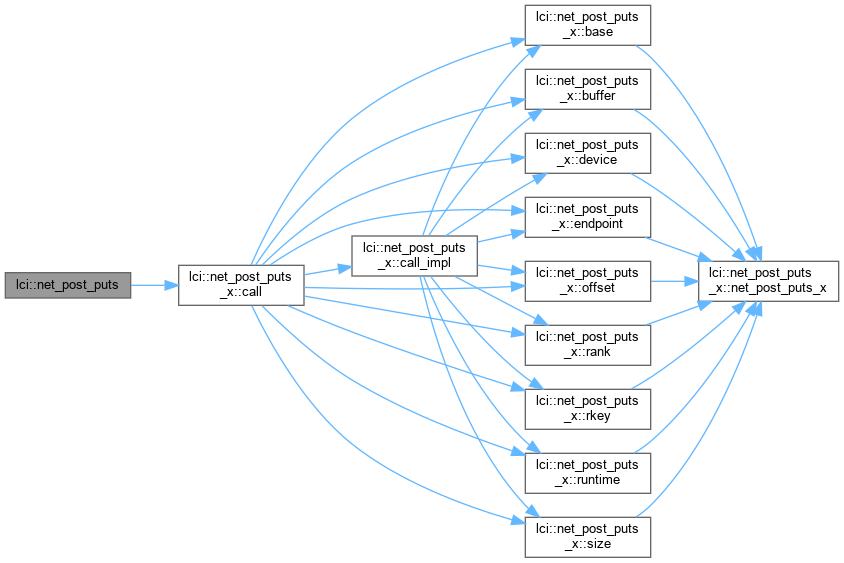 lci::net_post_puts
lci::net_post_puts
_x::call
lci::net_post_puts
_x::call_impl
lci::net_post_puts
_x::base
lci::net_post_puts
_x::buffer
lci::net_post_puts
_x::device
lci::net_post_puts
_x::endpoint
lci::net_post_puts
_x::offset
lci::net_post_puts
_x::rank
lci::net_post_puts
_x::rkey
lci::net_post_puts
_x::runtime
lci::net_post_puts
_x::size
lci::net_post_puts
_x::net_post_puts_x